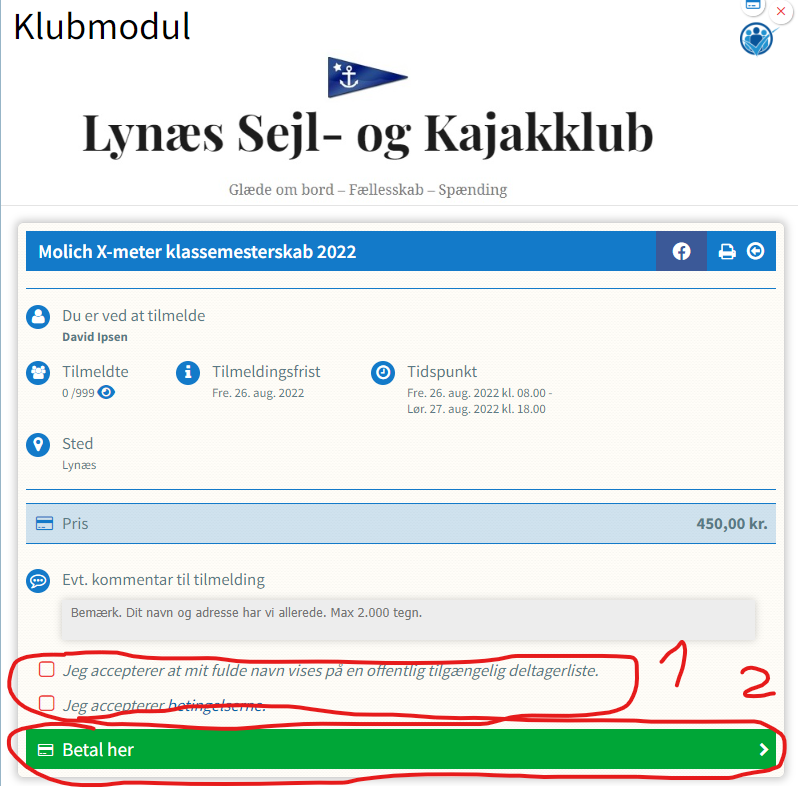 Klubmodul
Lynæs Sejl- og Kajakklub
Glæde om bord – Fællesskab – Spænding
Molich X-meter klassemesterskab 2022
Du er ved at tilmelde
David Ipsen
Tilmeldte
0 /999
Tilmeldingsfrist
Fre. 26. aug. 2022
Tidspunkt
Fre. 26. aug. 2022 kl. 08.00 -
Lør. 27. aug. 2022 kl. 18.00
Sted
Lynæs
Pris 450,00 kr.
Evt. kommentar til tilmelding
Bemærk. Dit navn og adresse har vi allerede. Max 2.000 tegn.
1
Jeg accepterer at mit fulde navn vises på en offentlig tilgængelig deltagerliste.
2
Jeg accepterer betingelserne.
Betal her